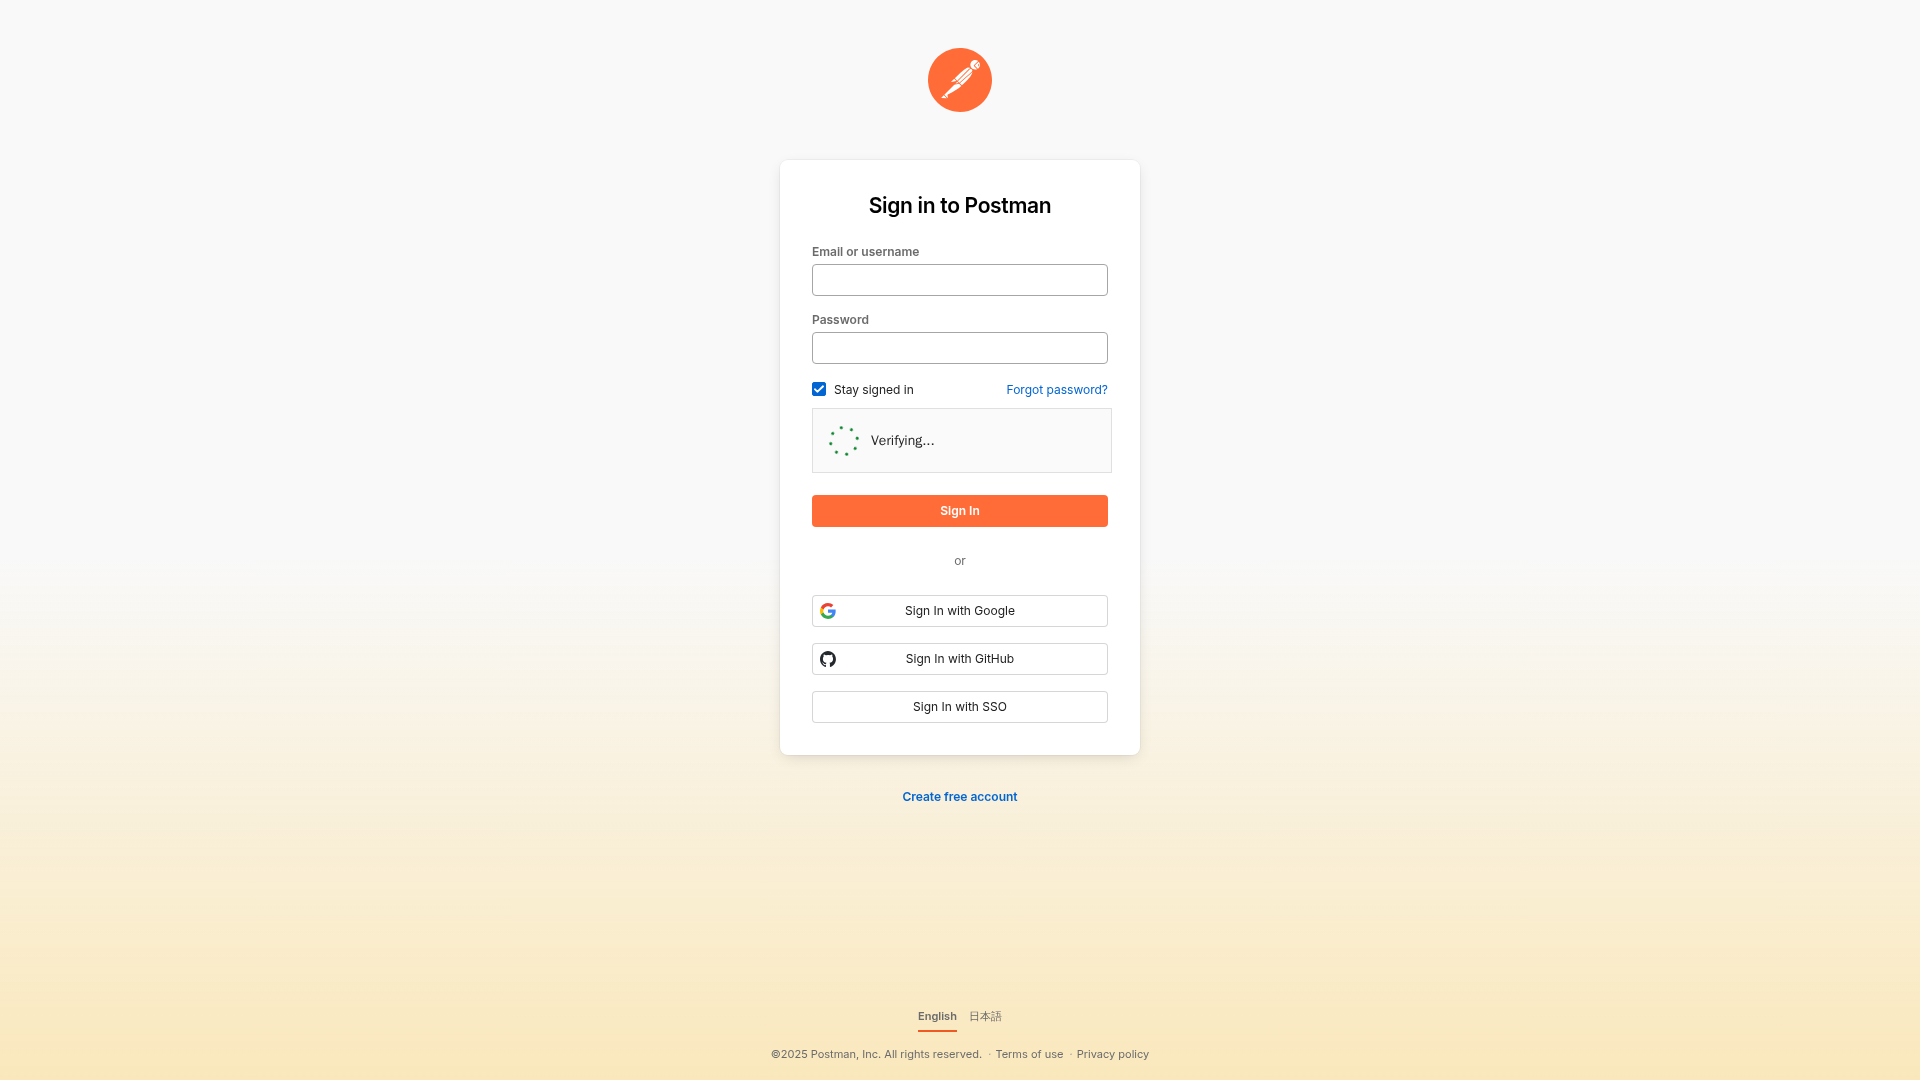 Sign in to Postman
Email or username
Password
Stay signed in
Forgot password?
Verifying...
Sign In
or
Sign In with Google
Sign In with GitHub
Sign In with SSO
Create free account
English 日本語
©2025 Postman, Inc. All rights reserved. · Terms of use · Privacy policy